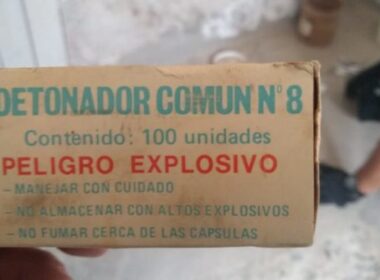 DETONADOR COMUN Nº 8
Contenido: 100 unidades
PELIGRO EXPLOSIVO
- MANEJAR CON CUIDADO
- NO ALMACENAR CON ALTOS EXPLOSIVOS
- NO FUMAR CERCA DE LAS CAPSULAS